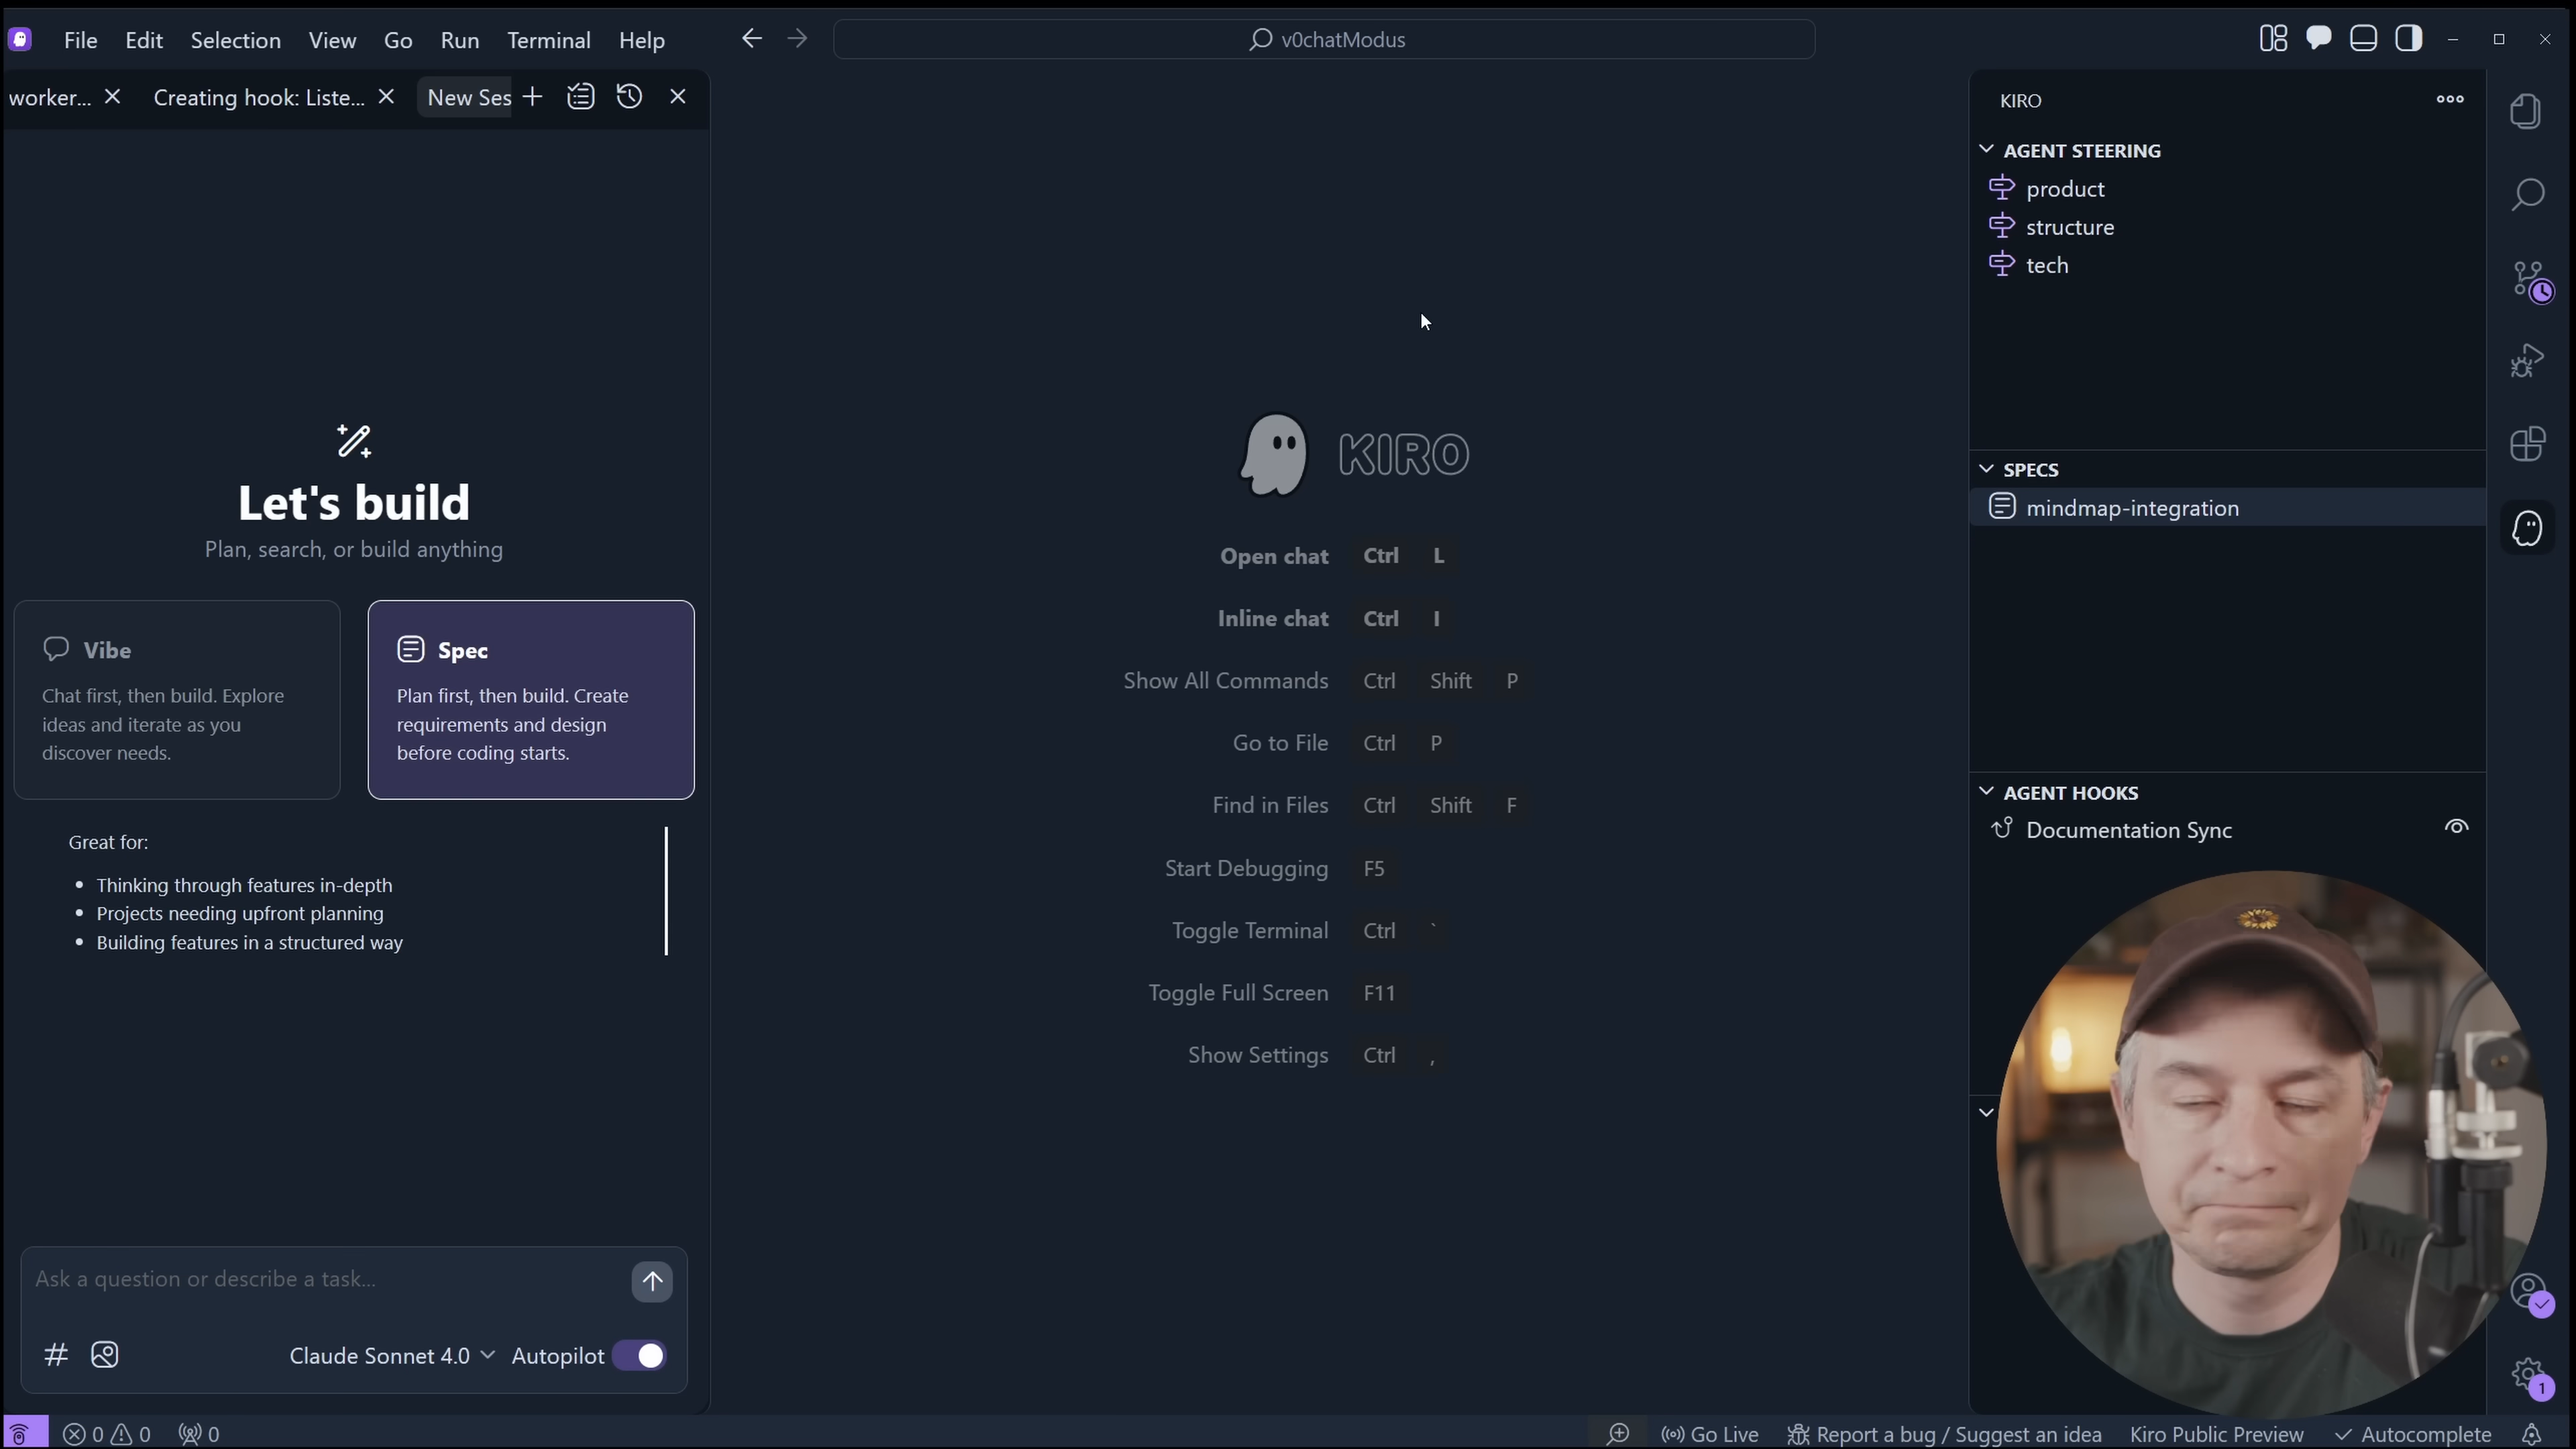 File Edit Selection View Go Run Terminal Help
v0chatModus
worker... Creating hook: Liste... New Ses
Let's build
Plan, search, or build anything
Vibe
Chat first, then build. Explore
ideas and iterate as you
discover needs.
Spec
Plan first, then build. Create
requirements and design
before coding starts.
Great for:
• Thinking through features in-depth
• Projects needing upfront planning
• Building features in a structured way
Ask a question or describe a task...
# Claude Sonnet 4.0 Autopilot
KIRO
Open chat Ctrl L
Inline chat Ctrl I
Show All Commands Ctrl Shift P
Go to File Ctrl P
Find in Files Ctrl Shift F
Start Debugging F5
Toggle Terminal Ctrl `
Toggle Full Screen F11
Show Settings Ctrl ,
KIRO
AGENT STEERING
product
structure
tech
SPECS
mindmap-integration
AGENT HOOKS
Documentation Sync
1
0 0 0 Go Live Report a bug / Suggest an idea Kiro Public Preview Autocomplete